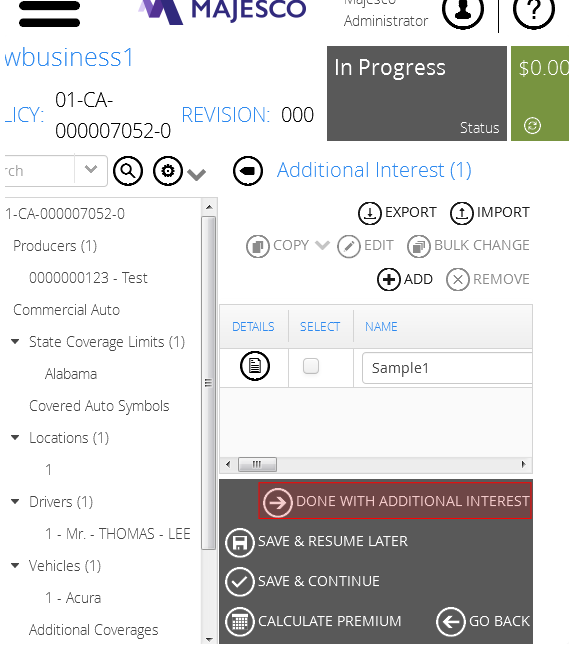 MAJESCO
Majesco
Administrator
?
wbusiness1
In Progress
Status
$0.00
LICY: 01-CA-000007052-0 REVISION: 000
rch
Additional Interest (1)
1-CA-000007052-0
Producers (1)
0000000123 - Test
Commercial Auto
State Coverage Limits (1)
Alabama
Covered Auto Symbols
Locations (1)
1
Drivers (1)
1 - Mr. - THOMAS - LEE
Vehicles (1)
1 - Acura
Additional Coverages
EXPORT IMPORT
COPY EDIT BULK CHANGE
ADD REMOVE
DETAILS SELECT NAME
Sample1
DONE WITH ADDITIONAL INTEREST
SAVE & RESUME LATER
SAVE & CONTINUE
CALCULATE PREMIUM GO BACK